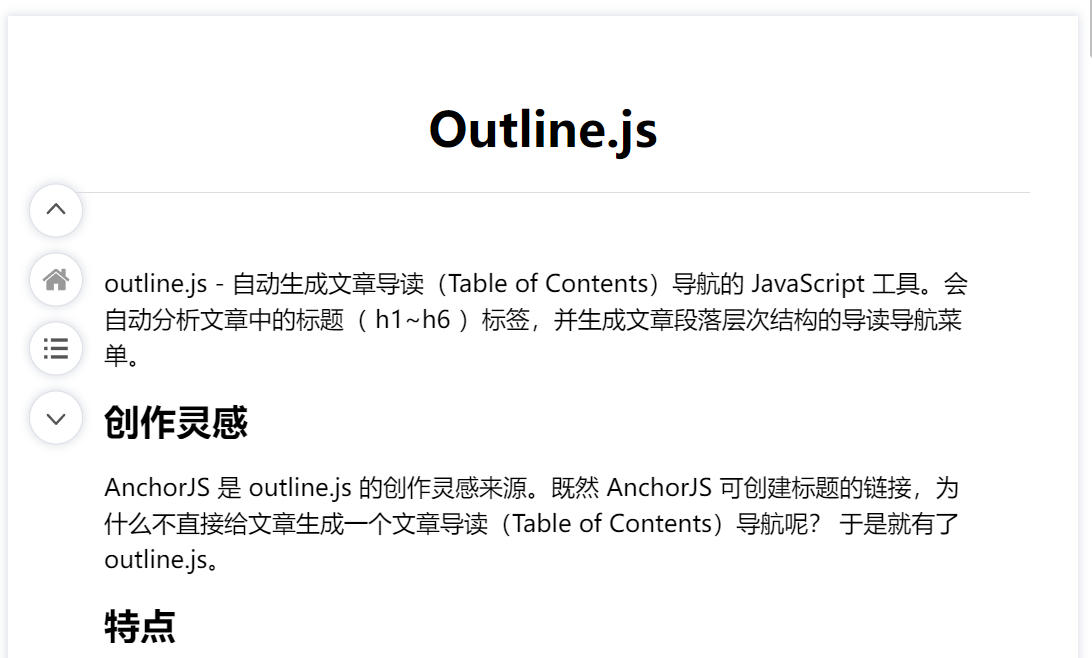 Outline.js
outline.js - 自动生成文章导读（Table of Contents）导航的 JavaScript 工具。会
自动分析文章中的标题（ h1~h6 ）标签，并生成文章段落层次结构的导读导航菜
单。
创作灵感
AnchorJS 是 outline.js 的创作灵感来源。既然 AnchorJS 可创建标题的链接，为
什么不直接给文章生成一个文章导读（Table of Contents）导航呢？ 于是就有了
outline.js。
特点